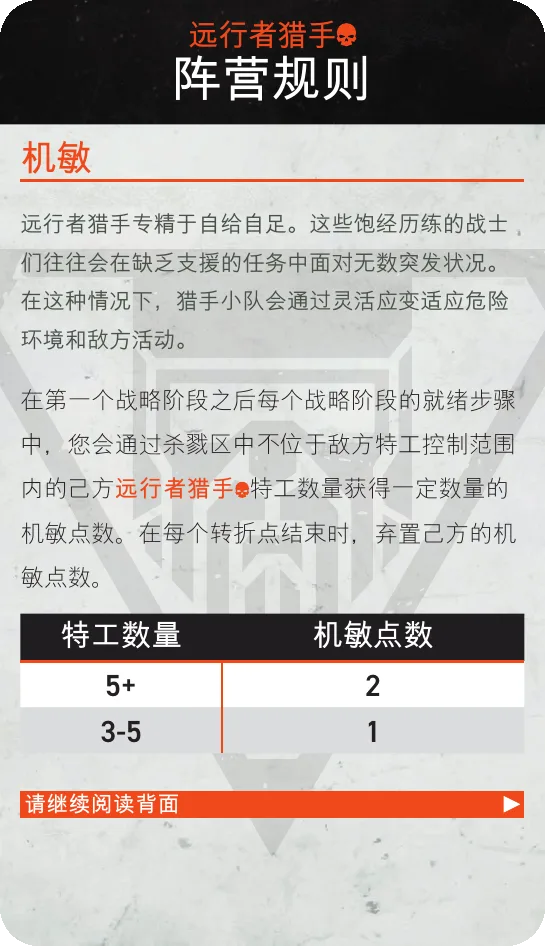 远行者猎手
阵营规则
机敏
远行者猎手专精于自给自足。这些饱经历练的战士
们往往会在缺乏支援的任务中面对无数突发状况。
在这种情况下，猎手小队会通过灵活应变适应危险
环境和敌方活动。
在第一个战略阶段之后每个战略阶段的就绪步骤
中，您会通过杀戮区中不位于敌方特工控制范围
内的己方远行者猎手特工数量获得一定数量的
机敏点数。在每个转折点结束时，弃置己方的机
敏点数。
特工数量 机敏点数
5+ 2
3-5 1
请继续阅读背面